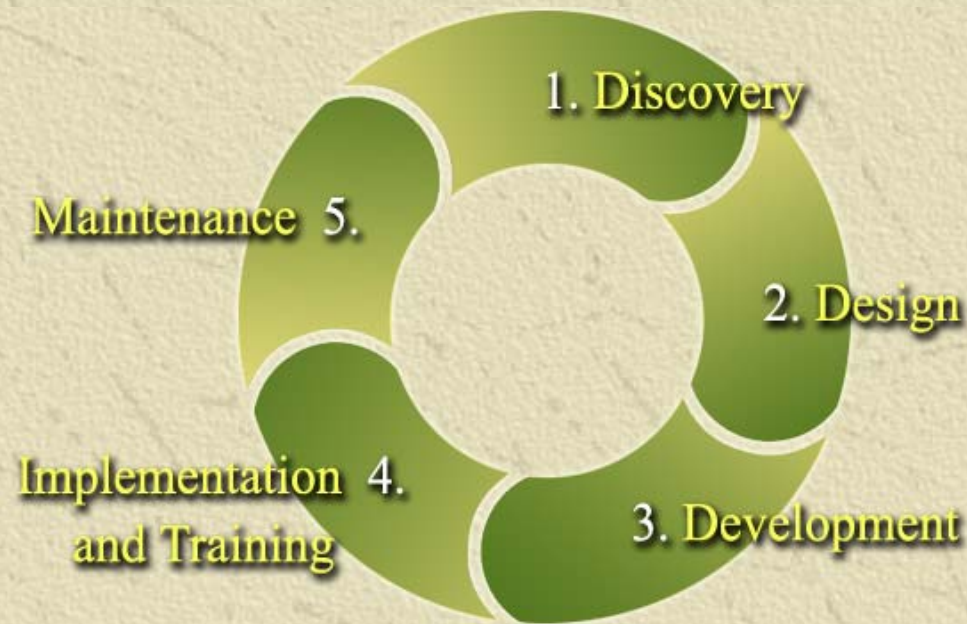 1. Discovery
2. Design
3. Development
Implementation 4.
and Training
Maintenance 5.